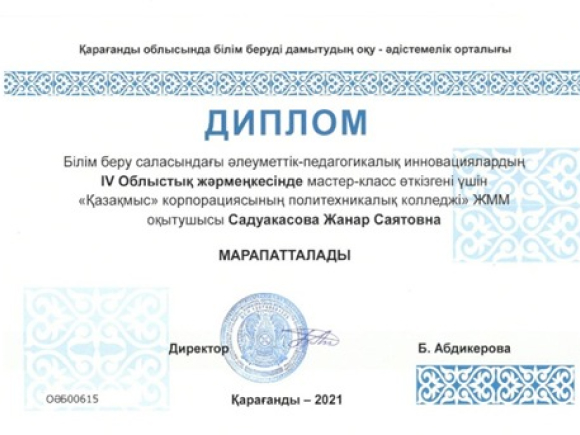 Қарағанды облысында білім беруді дамытудың оқу - әдістемелік орталығы
ДИПЛОМ
Білім беру саласындағы әлеуметтік-педагогикалық инновациялардың
IV Облыстық жәрмеңкесінде мастер-класс өткізгені үшін
«Қазақмыс» корпорациясының политехникалық колледжі» ЖММ
оқытушысы Садуакасова Жанар Саятовна
МАРАПАТТАЛАДЫ
Директор
Б. Абдикерова
ОӘБ00615
Қарағанды – 2021